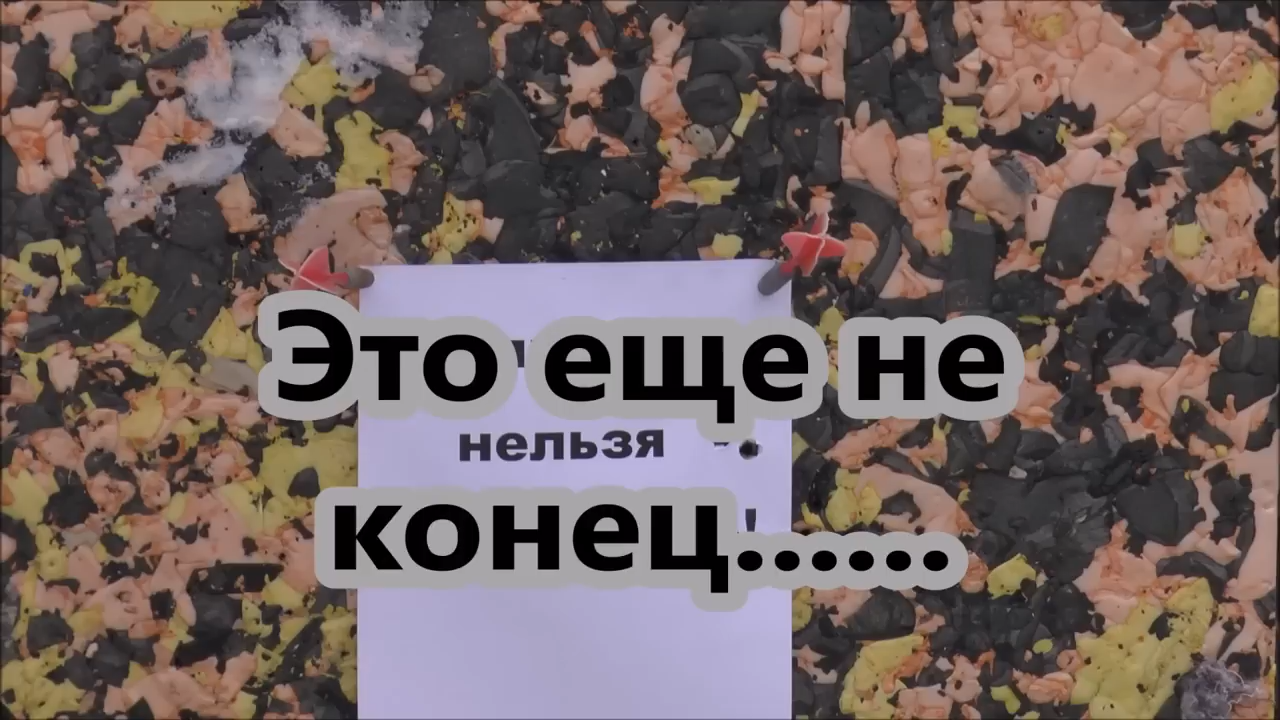 Это еще не
нельзя
конец......